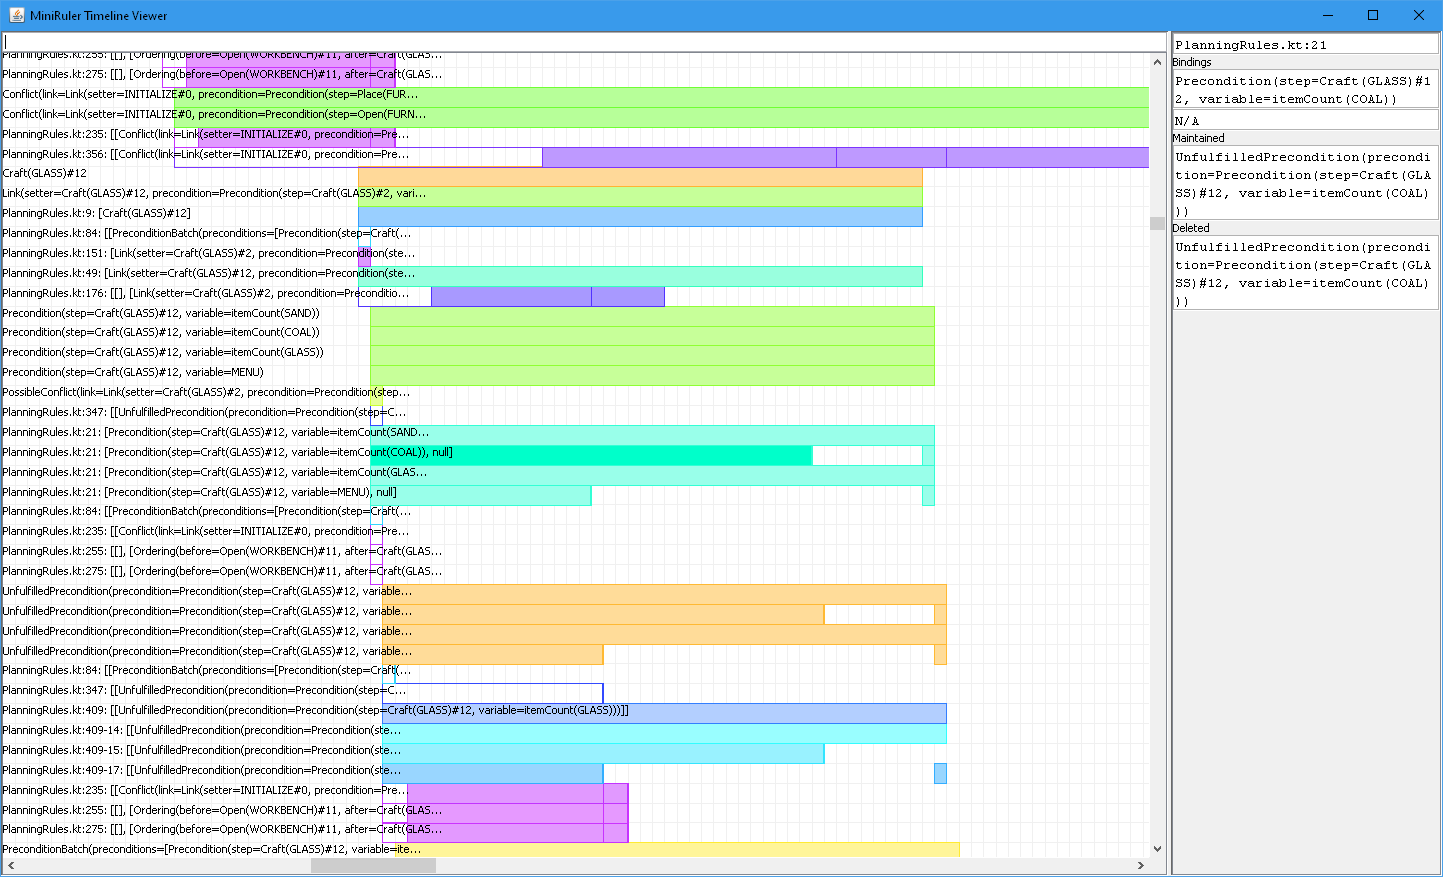 MiniRuler Timeline Viewer
PlanningRules.kt:255: [[], [Ordering(before=Open(WORKBENCH)#11, after=Craft(GLAS...
PlanningRules.kt:275: [[], [Ordering(before=Open(WORKBENCH)#11, after=Craft(GLAS...
Conflict(link=Link(setter=INITIALIZE#0, precondition=Precondition(step=Place(FUR...
Conflict(link=Link(setter=INITIALIZE#0, precondition=Precondition(step=Open(FURN...
PlanningRules.kt:235: [[Conflict(link=Link(setter=INITIALIZE#0, precondition=Pre...
PlanningRules.kt:356: [[Conflict(link=Link(setter=INITIALIZE#0, precondition=Pre...
Craft(GLASS)#12
Link(setter=Craft(GLASS)#12, precondition=Precondition(step=Craft(GLASS)#2, vari...
PlanningRules.kt:9: [Craft(GLASS)#12]
PlanningRules.kt:84: [[PreconditionBatch(preconditions=[Precondition(step=Craft(...
PlanningRules.kt:151: [Link(setter=Craft(GLASS)#2, precondition=Precondition(ste...
PlanningRules.kt:49: [Link(setter=Craft(GLASS)#12, precondition=Precondition(ste...
PlanningRules.kt:176: [[], [Link(setter=Craft(GLASS)#2, precondition=Preconditio...
Precondition(step=Craft(GLASS)#12, variable=itemCount(SAND))
Precondition(step=Craft(GLASS)#12, variable=itemCount(COAL))
Precondition(step=Craft(GLASS)#12, variable=itemCount(GLASS))
Precondition(step=Craft(GLASS)#12, variable=MENU)
PossibleConflict(link=Link(setter=Craft(GLASS)#2, precondition=Precondition(step...
PlanningRules.kt:347: [[UnfulfilledPrecondition(precondition=Precondition(step=C...
PlanningRules.kt:21: [Precondition(step=Craft(GLASS)#12, variable=itemCount(SAND...
PlanningRules.kt:21: [Precondition(step=Craft(GLASS)#12, variable=itemCount(COAL)), null]
PlanningRules.kt:21: [Precondition(step=Craft(GLASS)#12, variable=itemCount(GLAS...
PlanningRules.kt:21: [Precondition(step=Craft(GLASS)#12, variable=MENU), null]
PlanningRules.kt:84: [[PreconditionBatch(preconditions=[Precondition(step=Craft(...
PlanningRules.kt:235: [[Conflict(link=Link(setter=INITIALIZE#0, precondition=Pre...
PlanningRules.kt:255: [[], [Ordering(before=Open(WORKBENCH)#11, after=Craft(GLAS...
PlanningRules.kt:275: [[], [Ordering(before=Open(WORKBENCH)#11, after=Craft(GLAS...
UnfulfilledPrecondition(precondition=Precondition(step=Craft(GLASS)#12, variable...
UnfulfilledPrecondition(precondition=Precondition(step=Craft(GLASS)#12, variable...
UnfulfilledPrecondition(precondition=Precondition(step=Craft(GLASS)#12, variable...
UnfulfilledPrecondition(precondition=Precondition(step=Craft(GLASS)#12, variable...
PlanningRules.kt:84: [[PreconditionBatch(preconditions=[Precondition(step=Craft(...
PlanningRules.kt:347: [[UnfulfilledPrecondition(precondition=Precondition(step=C...
PlanningRules.kt:409: [[UnfulfilledPrecondition(precondition=Precondition(step=Craft(GLASS)#12, variable=itemCount(GLASS)))]]
PlanningRules.kt:409-14: [[UnfulfilledPrecondition(precondition=Precondition(ste...
PlanningRules.kt:409-15: [[UnfulfilledPrecondition(precondition=Precondition(ste...
PlanningRules.kt:409-17: [[UnfulfilledPrecondition(precondition=Precondition(ste...
PlanningRules.kt:235: [[Conflict(link=Link(setter=INITIALIZE#0, precondition=Pre...
PlanningRules.kt:255: [[], [Ordering(before=Open(WORKBENCH)#11, after=Craft(GLAS...
PlanningRules.kt:275: [[], [Ordering(before=Open(WORKBENCH)#11, after=Craft(GLAS...
PreconditionBatch(preconditions=[Precondition(step=Craft(GLASS)#12, variable=ite...
PlanningRules.kt:21
Bindings
Precondition(step=Craft(GLASS)#1
2, variable=itemCount(COAL))
N/A
Maintained
UnfulfilledPrecondition(precondi
tion=Precondition(step=Craft(GLA
SS)#12, variable=itemCount(COAL)
))
Deleted
UnfulfilledPrecondition(precondi
tion=Precondition(step=Craft(GLA
SS)#12, variable=itemCount(COAL)
))